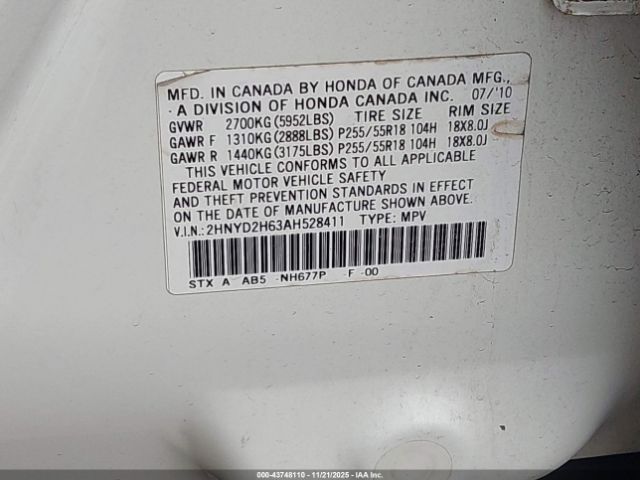 MFD. IN CANADA BY HONDA OF CANADA MFG.,
A DIVISION OF HONDA CANADA INC. 07/'10
GVWR 2700KG(5952LBS) TIRE SIZE RIM SIZE
GAWR F 1310KG(2888LBS) P255/55R18 104H 18X8.0J
GAWR R 1440KG(3175LBS) P255/55R18 104H 18X8.0J
THIS VEHICLE CONFORMS TO ALL APPLICABLE
FEDERAL MOTOR VEHICLE SAFETY
AND THEFT PREVENTION STANDARDS IN EFFECT
ON THE DATE OF MANUFACTURE SHOWN ABOVE.
V.I.N.:2HNYD2H63AH528411 TYPE: MPV
STX A AB5 NH677P F -00
000-43748110 - 11/21/2025 - IAA Inc.